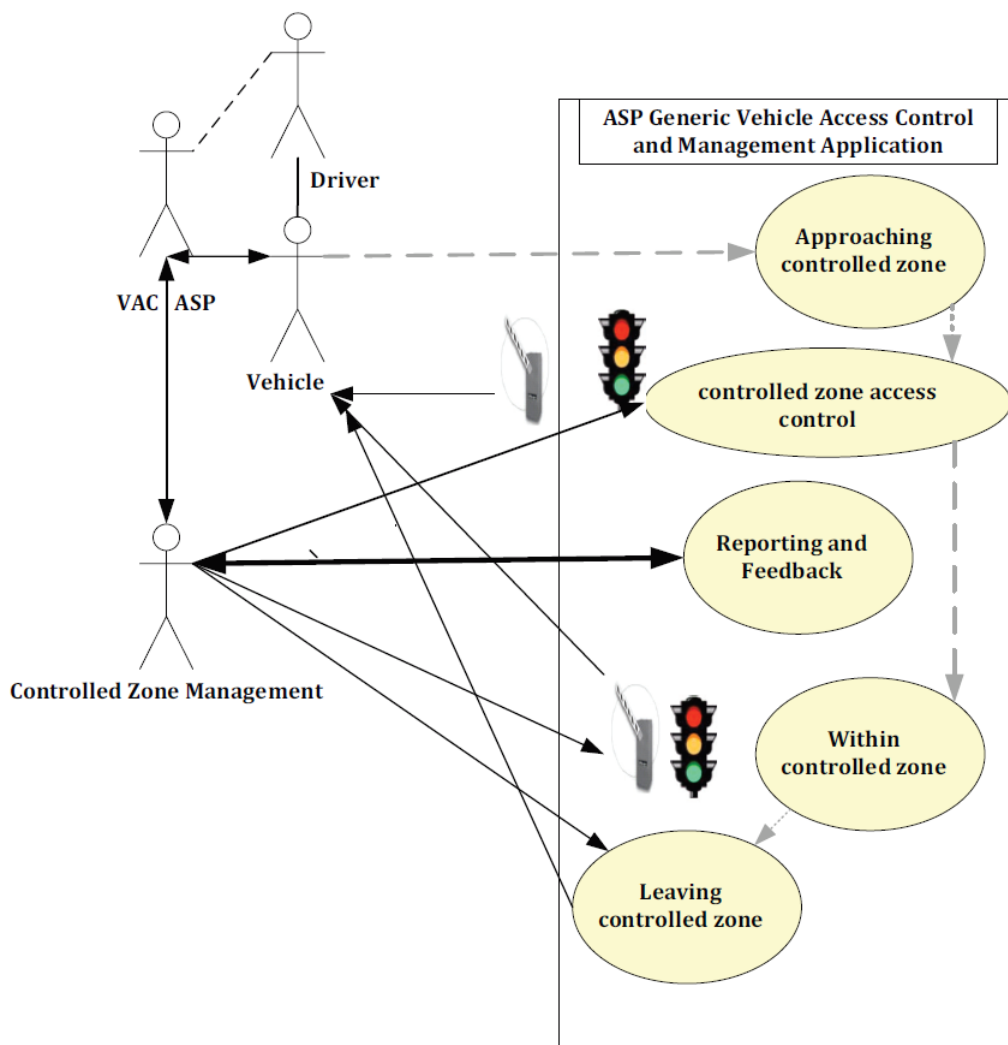 ASP Generic Vehicle Access Control
and Management Application
Driver
Approaching
controlled zone
VAC ASP
Vehicle
controlled zone access
control
Reporting and
Feedback
Controlled Zone Management
Within
controlled zone
Leaving
controlled zone